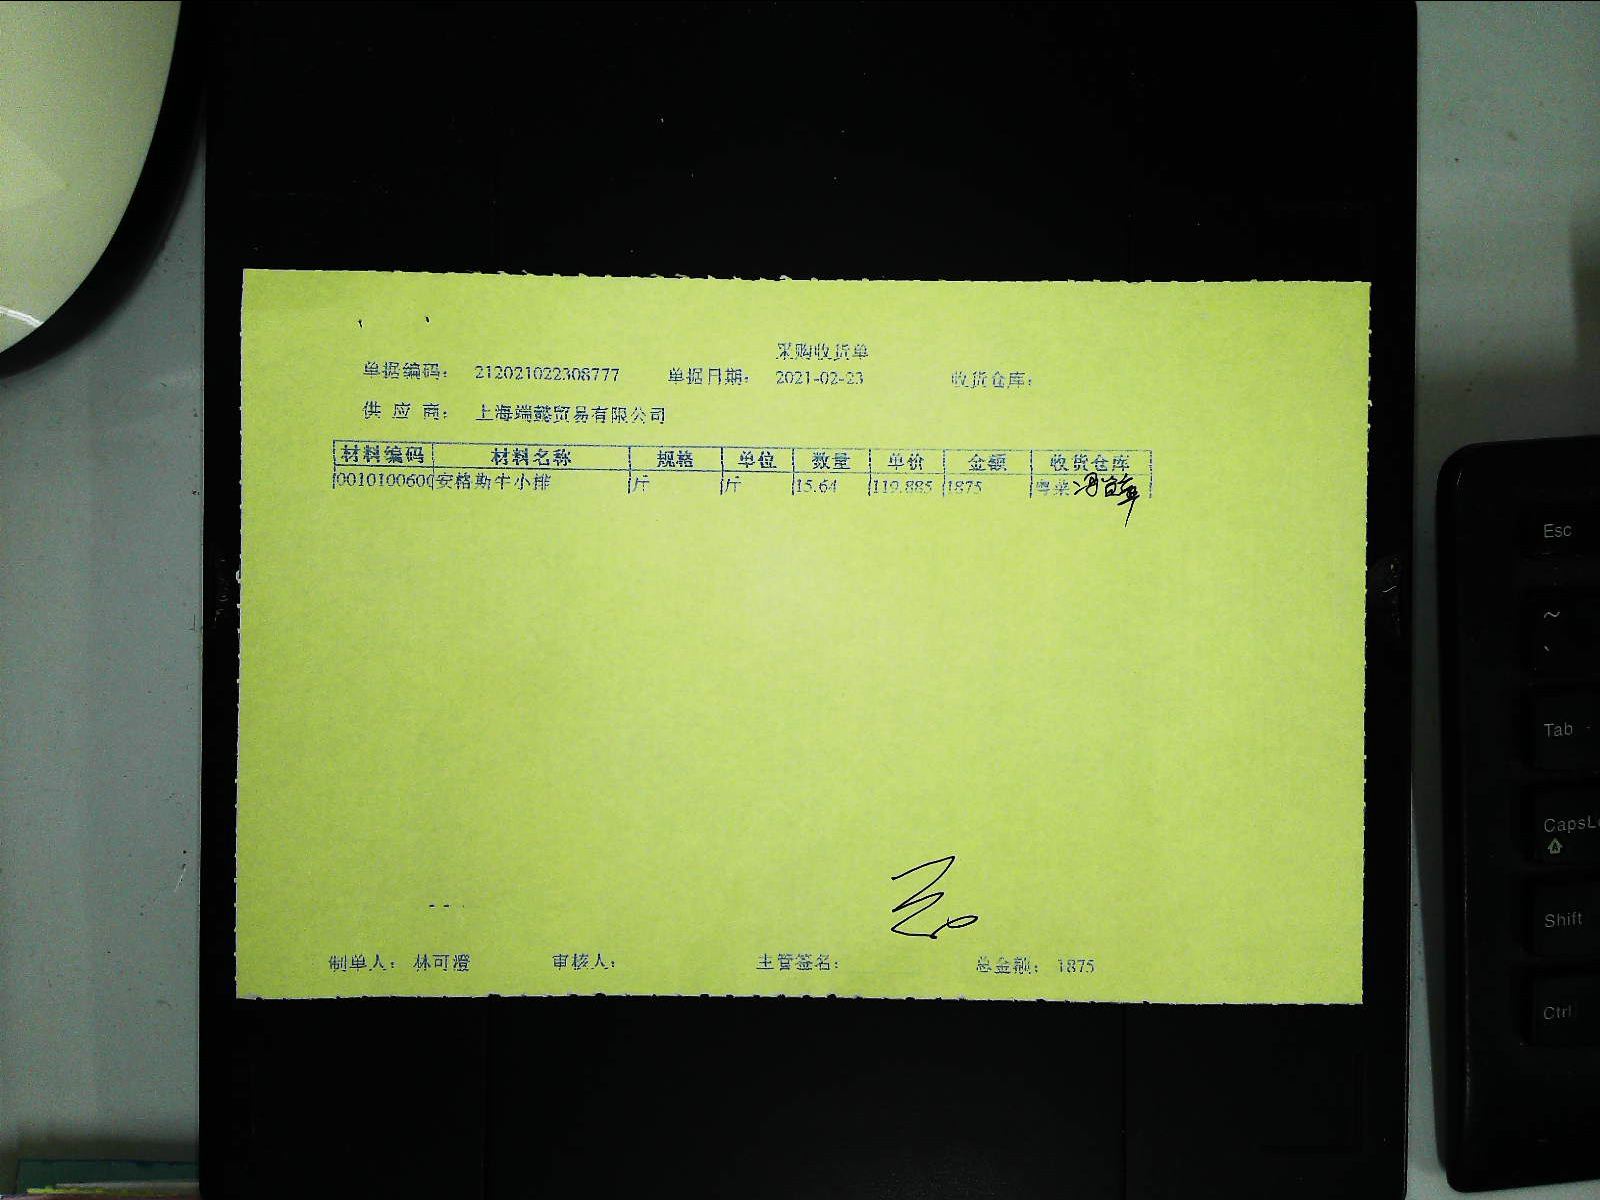 采购收货单
单据编码： 212021022308777 单据日期： 2021-02-23 收货仓库：
供 应 商： 上海端懿贸易有限公司
材料编码 材料名称 规格 单位 数量 单价 金额 收货仓库
0010100600 安格斯牛小排 斤 斤 15.64 119.885 1875 粤菜
制单人： 林可澄 审核人： 主管签名： 总金额： 1875
Esc
~
`
Tab
CapsLo
Shift
Ctrl